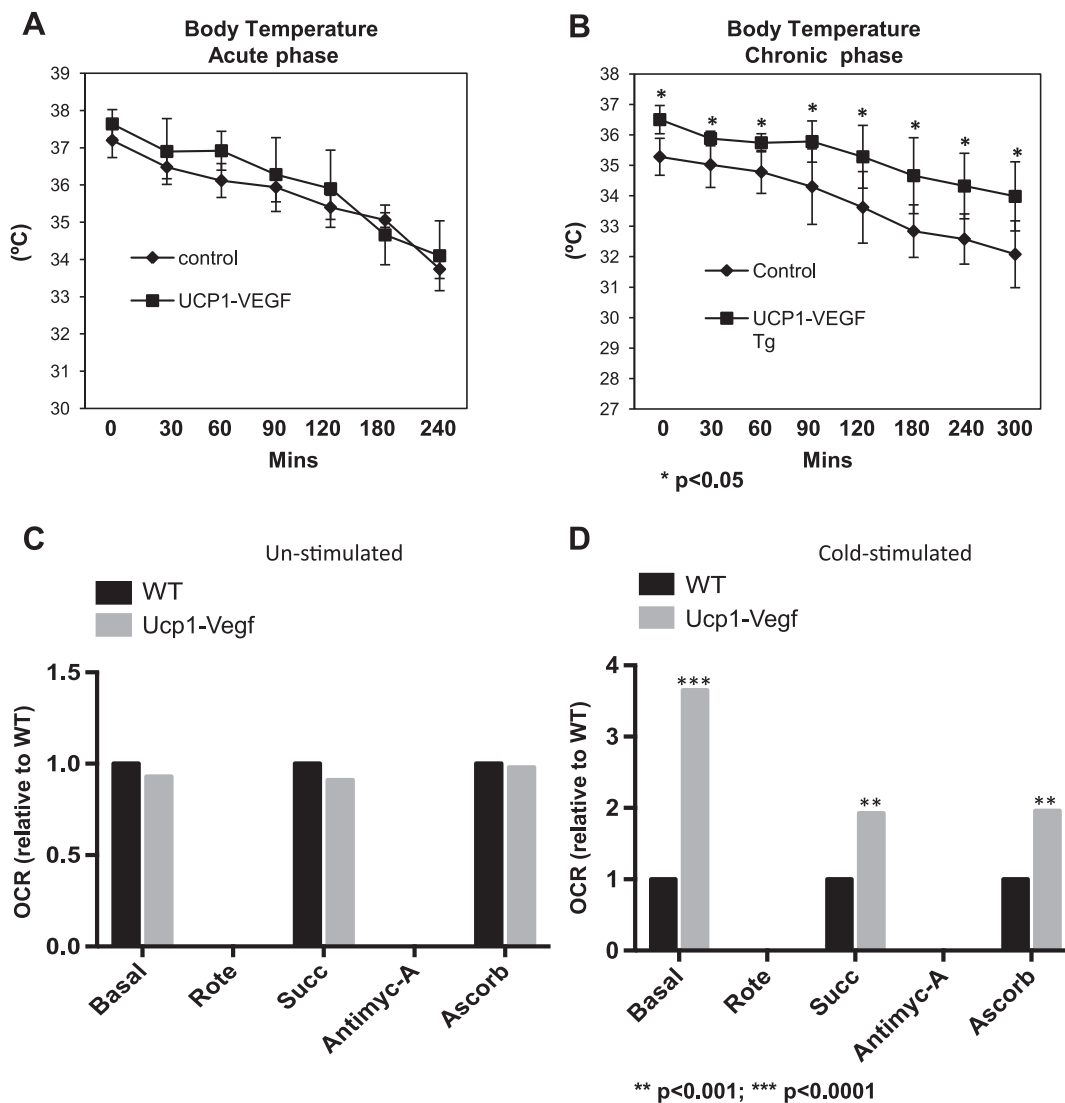 A
Body Temperature
Acute phase
39
38
37
36
35
34
33
32
31
30
(ºC)
control
UCP1-VEGF
0 30 60 90 120 180 240
Mins
B
Body Temperature
Chronic phase
38
37
36
35
34
33
32
31
30
29
28
27
(ºC)
* * * * * * * *
Control
UCP1-VEGF
Tg
0 30 60 90 120 180 240 300
Mins
* p<0.05
C
Un-stimulated
WT
Ucp1-Vegf
OCR (relative to WT)
1.5
1.0
0.5
0.0
Basal Rote Succ Antimyc-A Ascorb
D
Cold-stimulated
WT
Ucp1-Vegf
OCR (relative to WT)
4
3
2
1
0
*** ** **
Basal Rote Succ Antimyc-A Ascorb
** p<0.001; *** p<0.0001